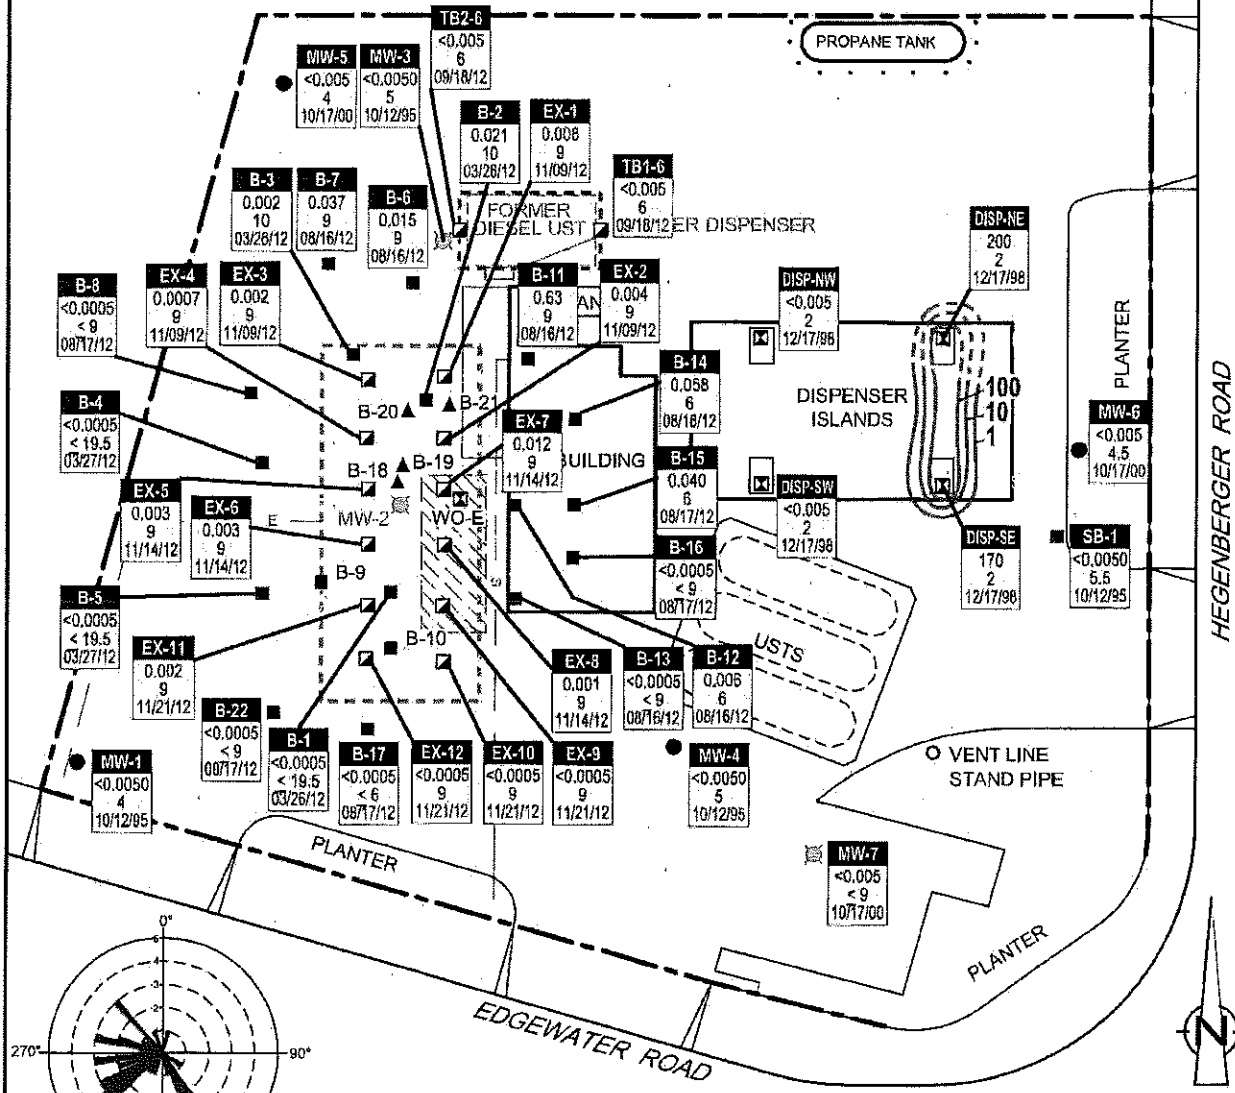 TB2-6
<0.005
6
09/18/12
PROPANE TANK
MW-5
<0.005
4
10/17/00
MW-3
<0.0050
5
10/12/95
B-2
0.021
10
03/26/12
EX-1
0.008
9
11/09/12
B-3
0.002
10
03/26/12
B-7
0.037
9
08/16/12
B-6
0.015
9
08/16/12
TB1-6
<0.005
6
09/18/12
FORMER
DIESEL UST
ER DISPENSER
DISP-NE
200
2
12/17/98
B-8
<0.0005
< 9
08/17/12
EX-4
0.0007
9
11/09/12
EX-3
0.002
9
11/09/12
B-11
0.63
9
08/16/12
AN
EX-2
0.004
9
11/09/12
DISP-NW
<0.005
2
12/17/98
PLANTER
HEGENBERGER ROAD
B-14
0.058
6
08/18/12
DISPENSER
ISLANDS
100
10
1
B-4
<0.0005
< 19.5
03/27/12
B-20
B-21
EX-7
0.012
9
11/14/12
MW-6
<0.005
4.5
10/17/00
B-18
B-19
BUILDING
B-15
0.040
6
08/17/12
DISP-SW
<0.005
2
12/17/98
EX-5
0.003
9
11/14/12
EX-6
0.003
9
11/14/12
E
MW-2
WO-E
DISP-SE
170
2
12/17/98
SB-1
<0.0050
5.5
10/12/95
B-16
<0.0005
< 9
08/17/12
B-9
B-5
<0.0005
< 19.5
03/27/12
B-10
USTS
EX-11
0.002
9
11/21/12
EX-8
0.001
9
11/14/12
B-13
<0.0005
< 9
08/16/12
B-12
0.006
6
08/16/12
B-22
<0.0005
< 9
08/17/12
B-1
<0.0005
< 19.5
03/26/12
B-17
<0.0005
< 6
08/17/12
EX-12
<0.0005
9
11/21/12
EX-10
<0.0005
9
11/21/12
EX-9
<0.0005
9
11/21/12
MW-4
<0.0050
5
10/12/95
VENT LINE
STAND PIPE
MW-1
<0.0050
4
10/12/95
PLANTER
MW-7
<0.005
< 9
10/17/00
PLANTER
EDGEWATER ROAD
0°
5
3
2
270°
90°
N